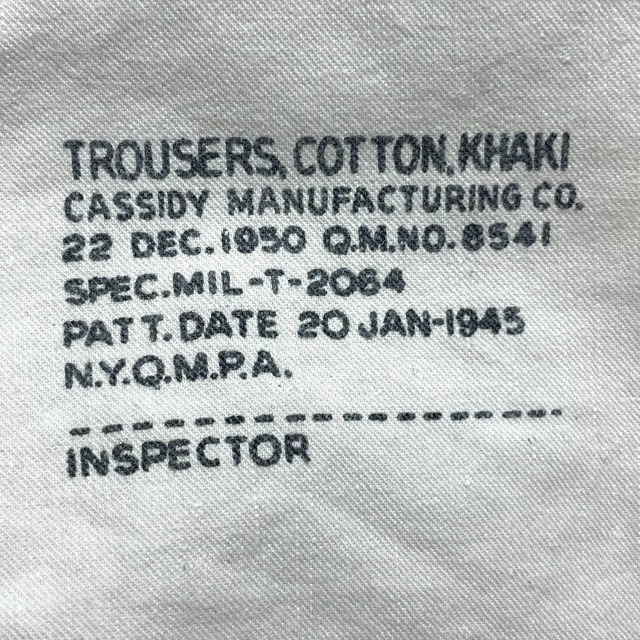 TROUSERS, COTTON, KHAKI
CASSIDY MANUFACTURING CO.
22 DEC. 1950 Q.M.NO. 8541
SPEC.MIL-T-2064
PATT. DATE 20 JAN-1945
N.Y.Q.M.P.A.
INSPECTOR